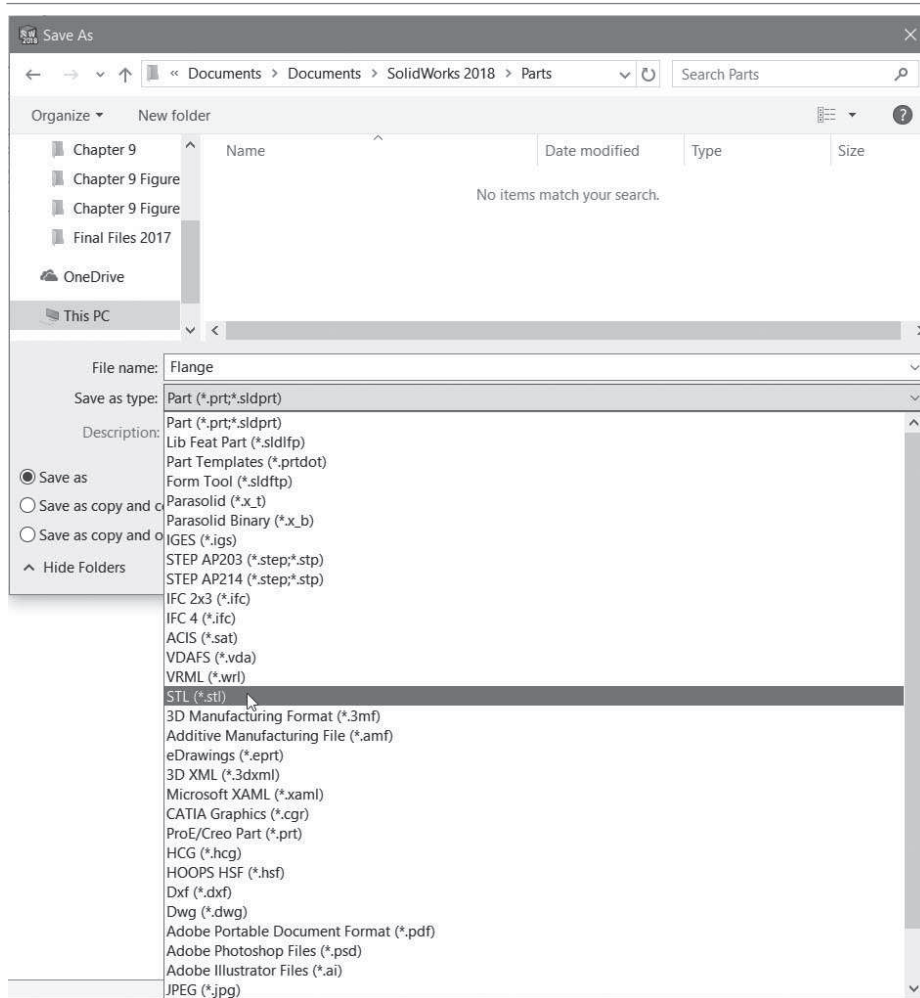 SW 2018 Save As
« Documents > Documents > SolidWorks 2018 > Parts Search Parts
Organize New folder
Chapter 9
Chapter 9 Figure
Chapter 9 Figure
Final Files 2017
OneDrive
This PC
Name Date modified Type Size
No items match your search.
File name: Flange
Save as type: Part (*.prt;*.sldprt)
Description:
Save as
Save as copy and c
Save as copy and o
Hide Folders
Part (*.prt;*.sldprt)
Lib Feat Part (*.sldlfp)
Part Templates (*.prtdot)
Form Tool (*.sldftp)
Parasolid (*.x_t)
Parasolid Binary (*.x_b)
IGES (*.igs)
STEP AP203 (*.step;*.stp)
STEP AP214 (*.step;*.stp)
IFC 2x3 (*.ifc)
IFC 4 (*.ifc)
ACIS (*.sat)
VDAFS (*.vda)
VRML (*.wrl)
STL (*.stl)
3D Manufacturing Format (*.3mf)
Additive Manufacturing File (*.amf)
eDrawings (*.eprt)
3D XML (*.3dxml)
Microsoft XAML (*.xaml)
CATIA Graphics (*.cgr)
ProE/Creo Part (*.prt)
HCG (*.hcg)
HOOPS HSF (*.hsf)
Dxf (*.dxf)
Dwg (*.dwg)
Adobe Portable Document Format (*.pdf)
Adobe Photoshop Files (*.psd)
Adobe Illustrator Files (*.ai)
JPEG (*.jpg)